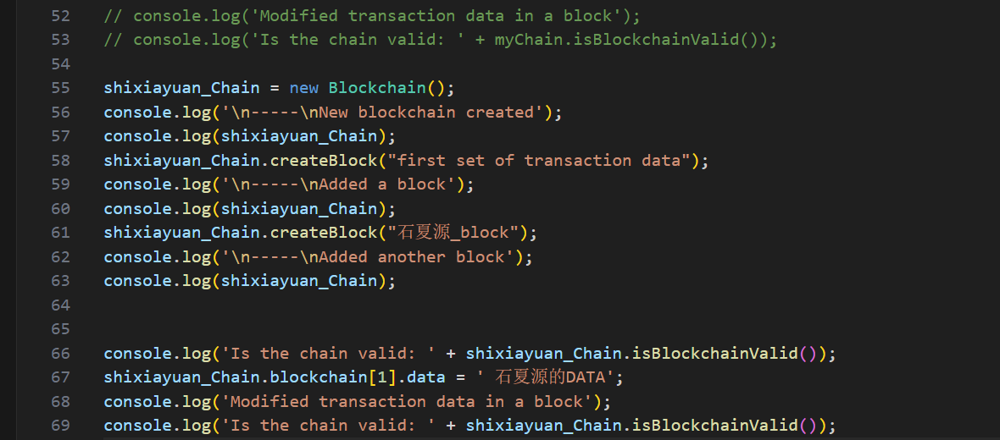 52 // console.log('Modified transaction data in a block');
53 // console.log('Is the chain valid: ' + myChain.isBlockchainValid());
54
55 shixiayuan_Chain = new Blockchain();
56 console.log('\n-----\nNew blockchain created');
57 console.log(shixiayuan_Chain);
58 shixiayuan_Chain.createBlock("first set of transaction data");
59 console.log('\n-----\nAdded a block');
60 console.log(shixiayuan_Chain);
61 shixiayuan_Chain.createBlock("石夏源_block");
62 console.log('\n-----\nAdded another block');
63 console.log(shixiayuan_Chain);
64
65
66 console.log('Is the chain valid: ' + shixiayuan_Chain.isBlockchainValid());
67 shixiayuan_Chain.blockchain[1].data = ' 石夏源的DATA';
68 console.log('Modified transaction data in a block');
69 console.log('Is the chain valid: ' + shixiayuan_Chain.isBlockchainValid());